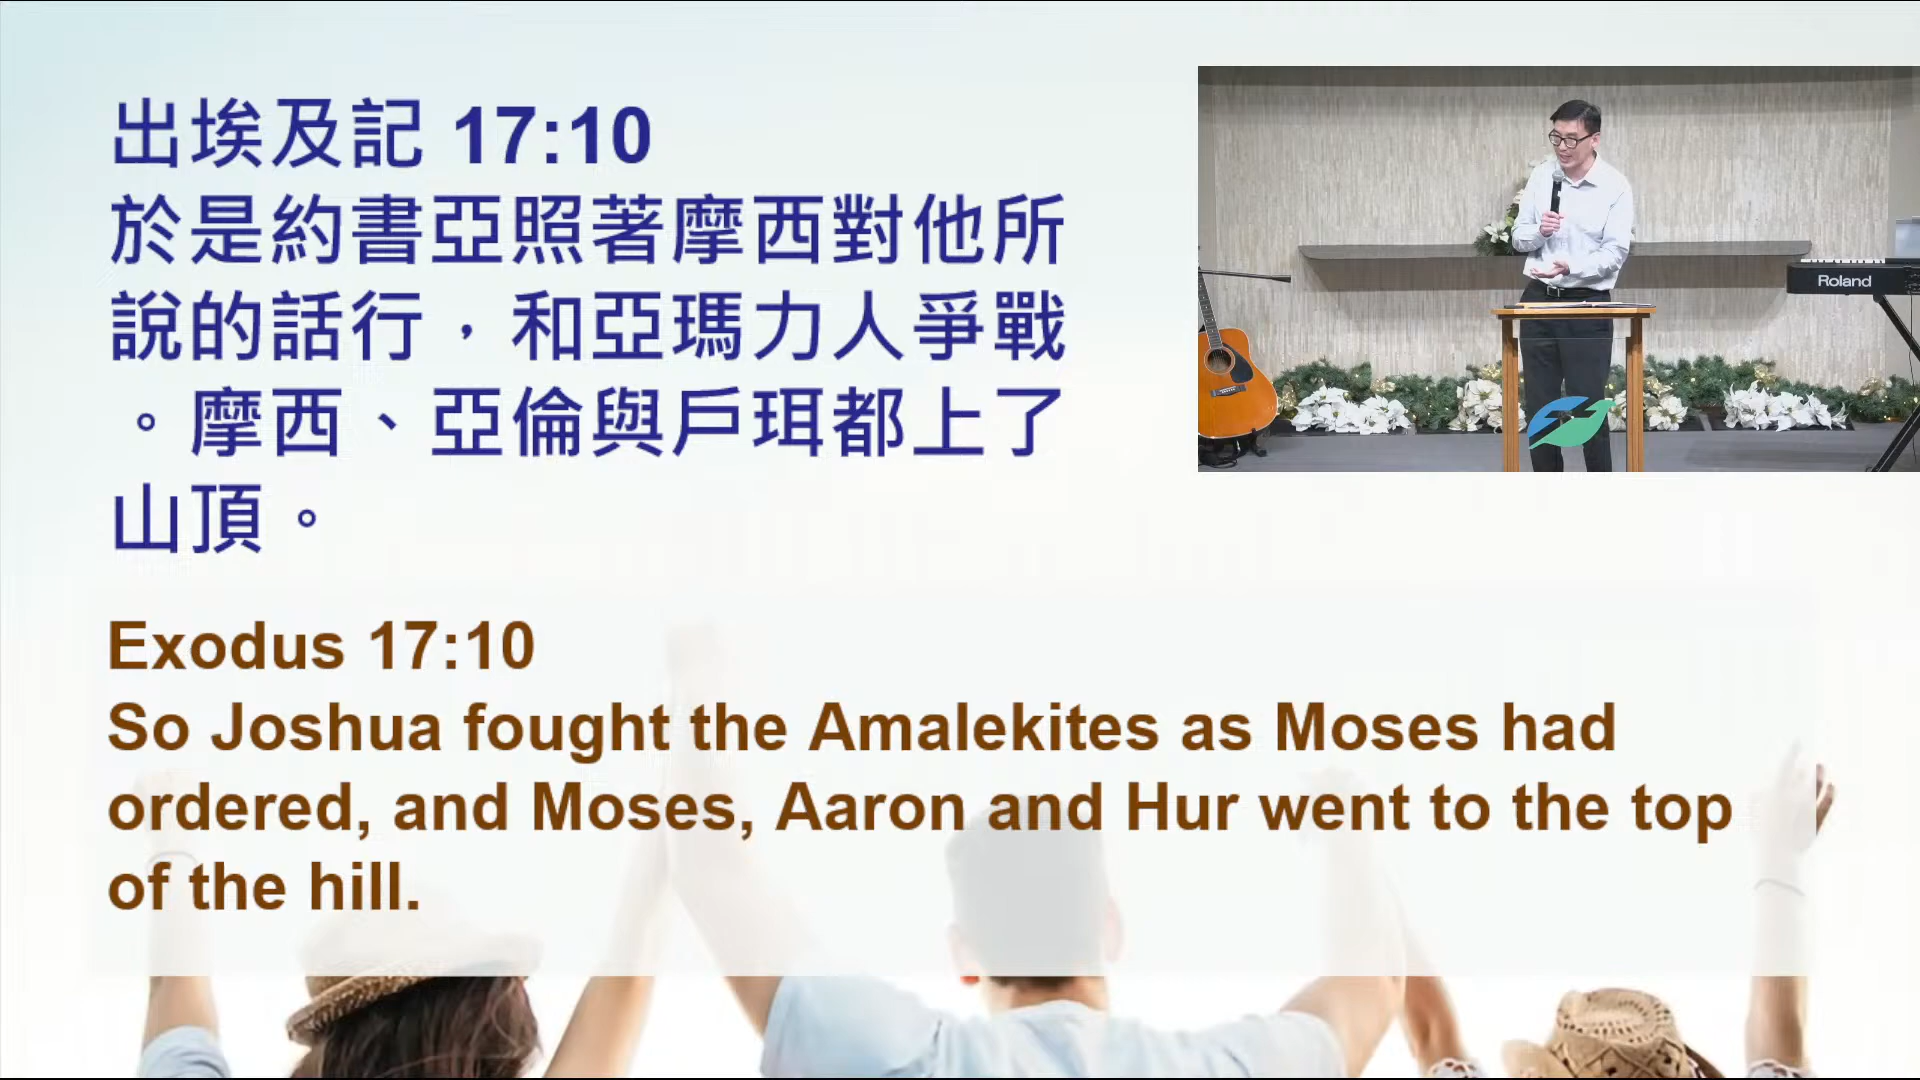 出埃及記 17:10
於是約書亞照著摩西對他所
說的話行，和亞瑪力人爭戰
。摩西、亞倫與戶珥都上了
山頂。
Exodus 17:10
So Joshua fought the Amalekites as Moses had
ordered, and Moses, Aaron and Hur went to the top
of the hill.
Roland